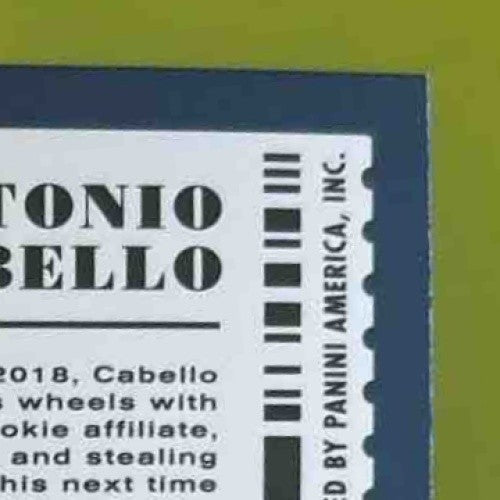 TONIO
BELLO
2018, Cabello
wheels with
okie affiliate,
and stealing
his next time
ED BY PANINI AMERICA, INC.